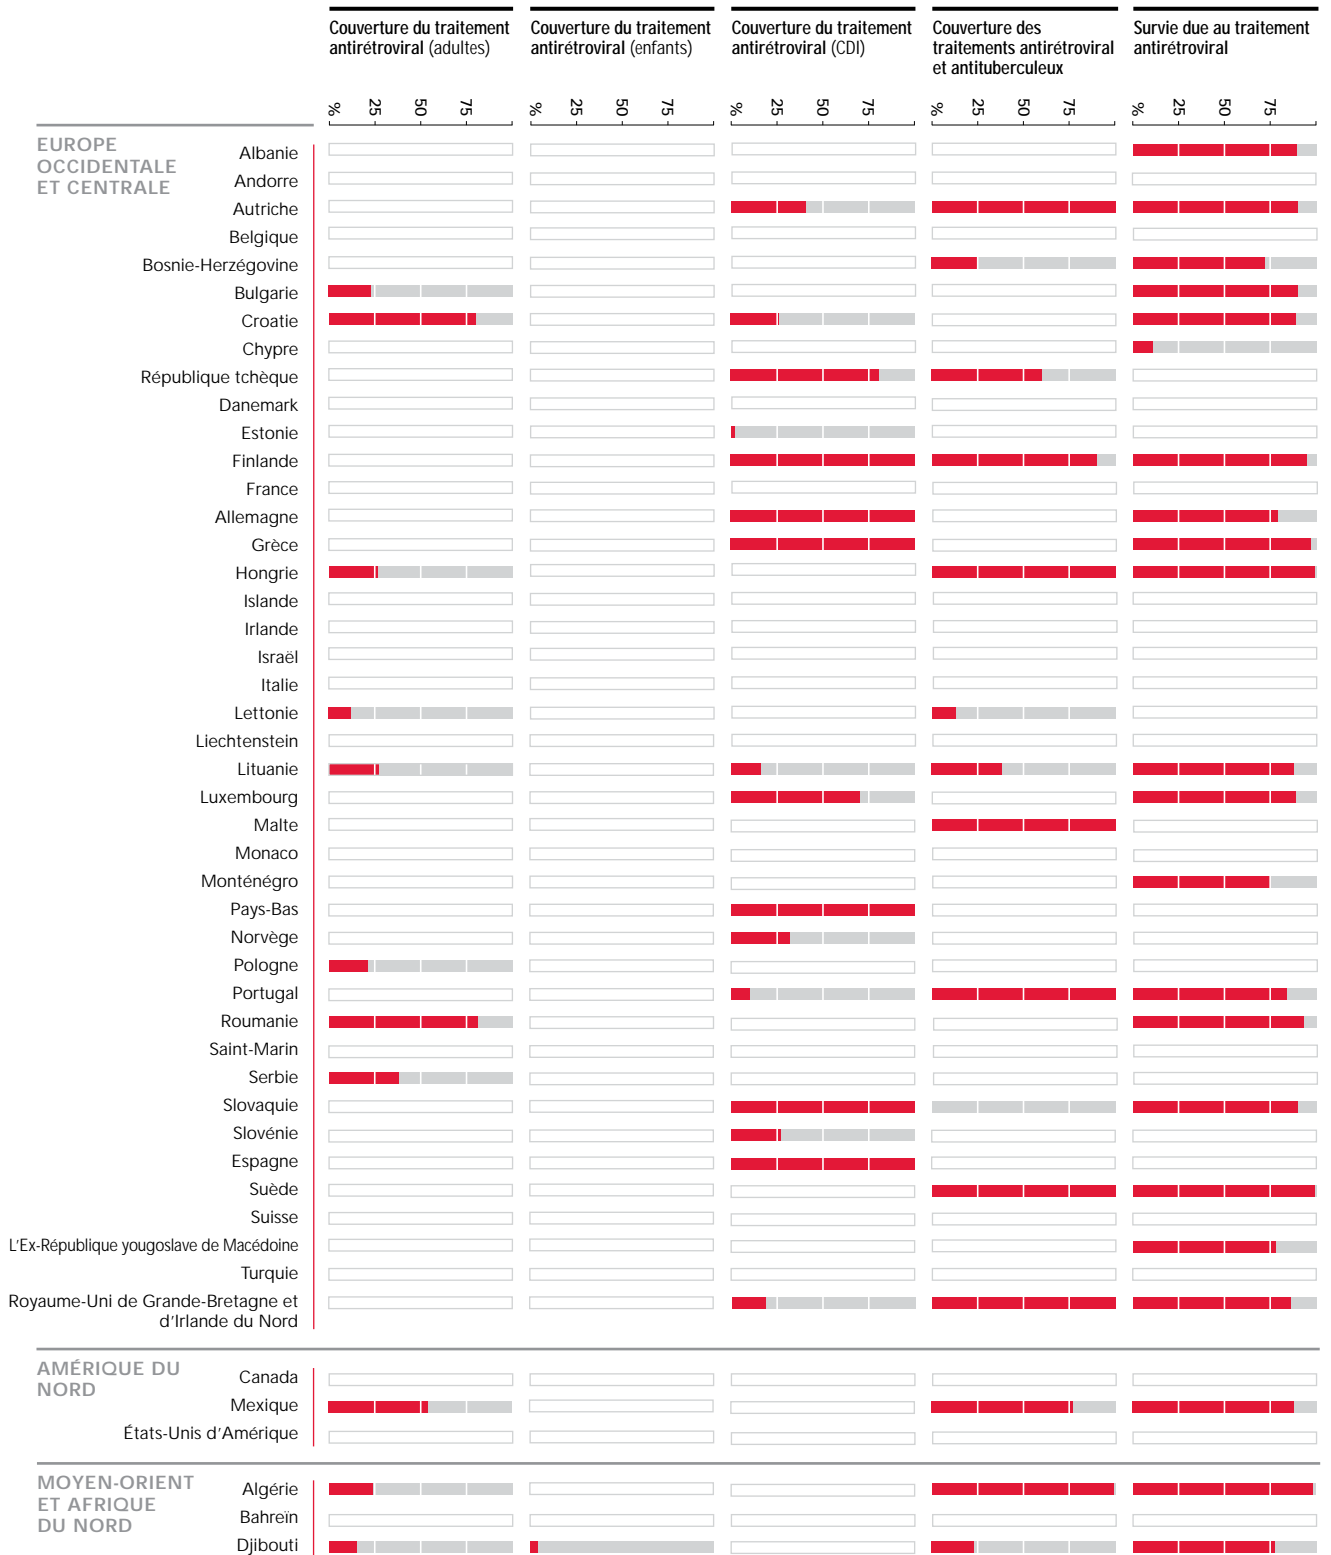 Couverture du traitement
antirétroviral (adultes)
Couverture du traitement
antirétroviral (enfants)
Couverture du traitement
antirétroviral (CDI)
Couverture des
traitements antirétroviral
et antituberculeux
Survie due au traitement
antirétroviral
% 25 50 75
% 25 50 75
% 25 50 75
% 25 50 75
% 25 50 75
EUROPE
OCCIDENTALE
ET CENTRALE
Albanie
Andorre
Autriche
Belgique
Bosnie-Herzégovine
Bulgarie
Croatie
Chypre
République tchèque
Danemark
Estonie
Finlande
France
Allemagne
Grèce
Hongrie
Islande
Irlande
Israël
Italie
Lettonie
Liechtenstein
Lituanie
Luxembourg
Malte
Monaco
Monténégro
Pays-Bas
Norvège
Pologne
Portugal
Roumanie
Saint-Marin
Serbie
Slovaquie
Slovénie
Espagne
Suède
Suisse
L'Ex-République yougoslave de Macédoine
Turquie
Royaume-Uni de Grande-Bretagne et
d'Irlande du Nord
AMÉRIQUE DU
NORD
Canada
Mexique
États-Unis d'Amérique
MOYEN-ORIENT
ET AFRIQUE
DU NORD
Algérie
Bahreïn
Djibouti